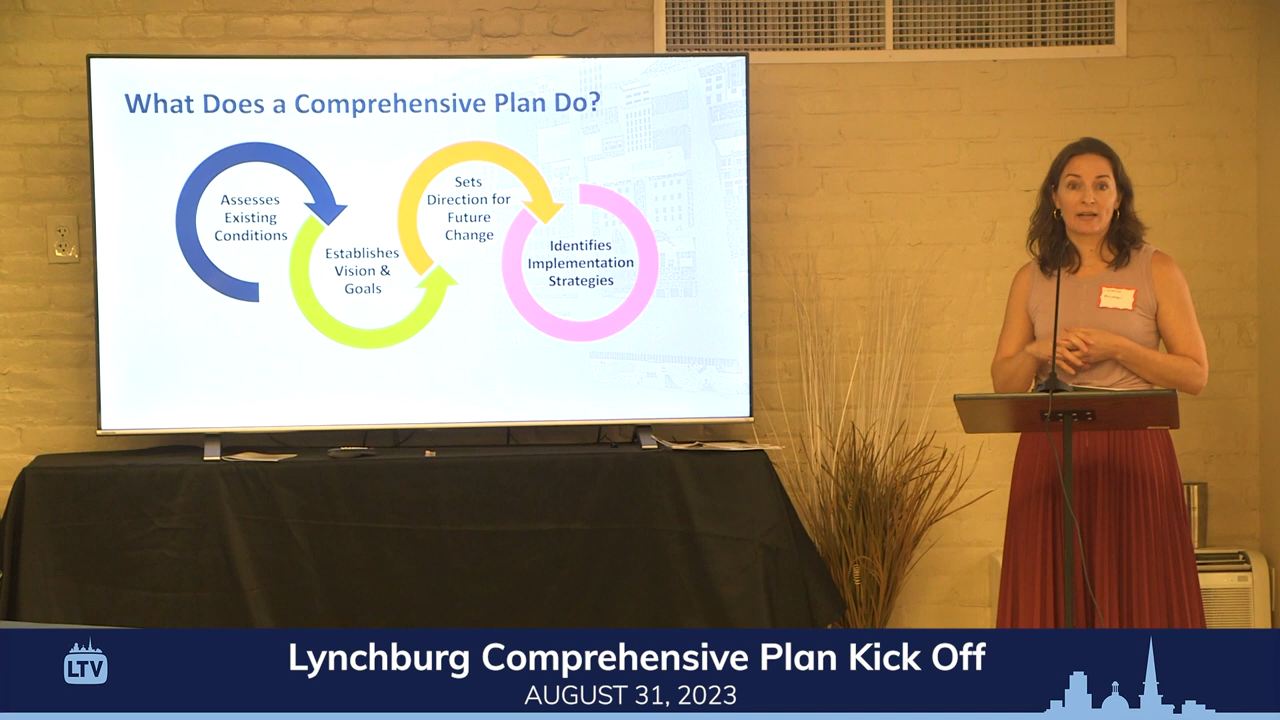 What Does a Comprehensive Plan Do?
Assesses
Existing
Conditions
Establishes
Vision &
Goals
Sets
Direction for
Future
Change
Identifies
Implementation
Strategies
LTV
Lynchburg Comprehensive Plan Kick Off
AUGUST 31, 2023